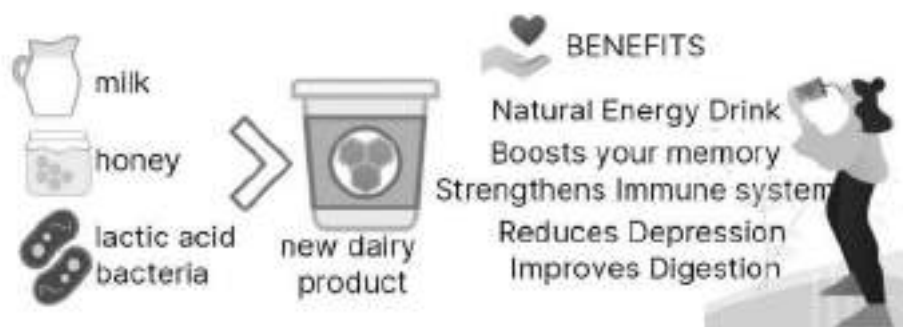 milk
honey
lactic acid
bacteria
new dairy
product
BENEFITS
Natural Energy Drink
Boosts your memory
Strengthens Immune system
Reduces Depression
Improves Digestion